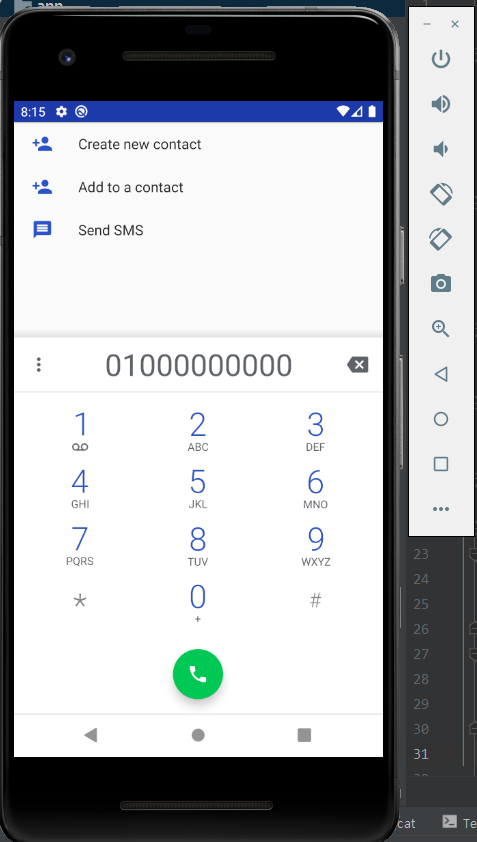 app
8:15
Create new contact
Add to a contact
Send SMS
01000000000
1 2 3
ABC DEF
4 5 6
GHI JKL MNO
7 8 9
PQRS TUV WXYZ
* 0 #
+
23
24
25
26
27
28
29
30
31
cat Te